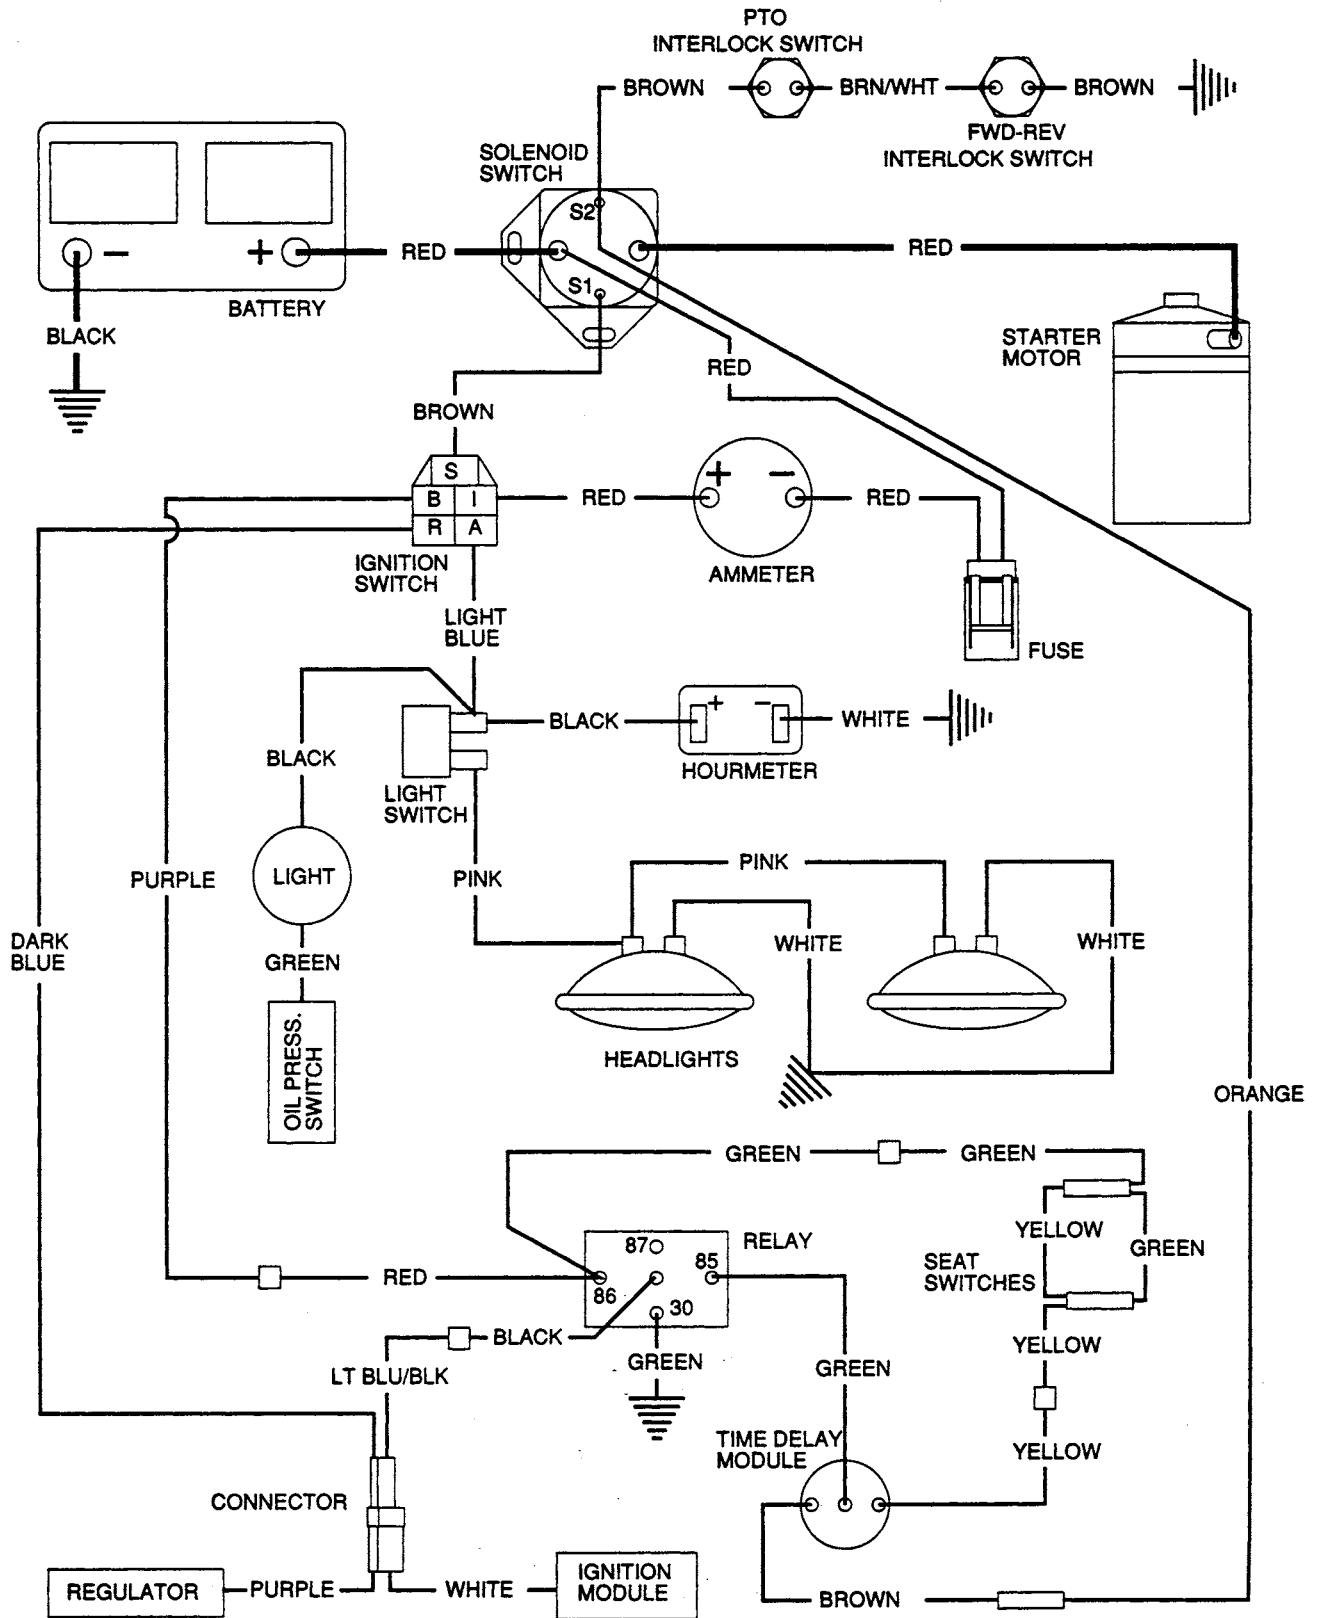 PTO
INTERLOCK SWITCH
BROWN
BRN/WHT
BROWN
FWD-REV
INTERLOCK SWITCH
SOLENOID
SWITCH
S2
S1
−
+
RED
RED
BATTERY
BLACK
STARTER
MOTOR
RED
BROWN
S
B I
R A
RED
+ −
RED
IGNITION
SWITCH
AMMETER
LIGHT
BLUE
FUSE
BLACK
+ −
WHITE
BLACK
HOURMETER
LIGHT
SWITCH
PURPLE
LIGHT
PINK
PINK
DARK
BLUE
GREEN
WHITE
WHITE
OIL PRESS.
SWITCH
HEADLIGHTS
ORANGE
GREEN
GREEN
YELLOW
GREEN
87
RELAY
85
SEAT
SWITCHES
RED
86
30
BLACK
YELLOW
GREEN
GREEN
LT BLU/BLK
TIME DELAY
MODULE
YELLOW
CONNECTOR
REGULATOR
PURPLE
WHITE
IGNITION
MODULE
BROWN